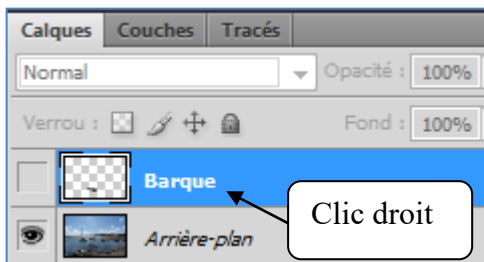 Calques Couches Tracés
Normal Opacité : 100%
Verrou : Fond : 100%
Barque
Clic droit
Arrière-plan